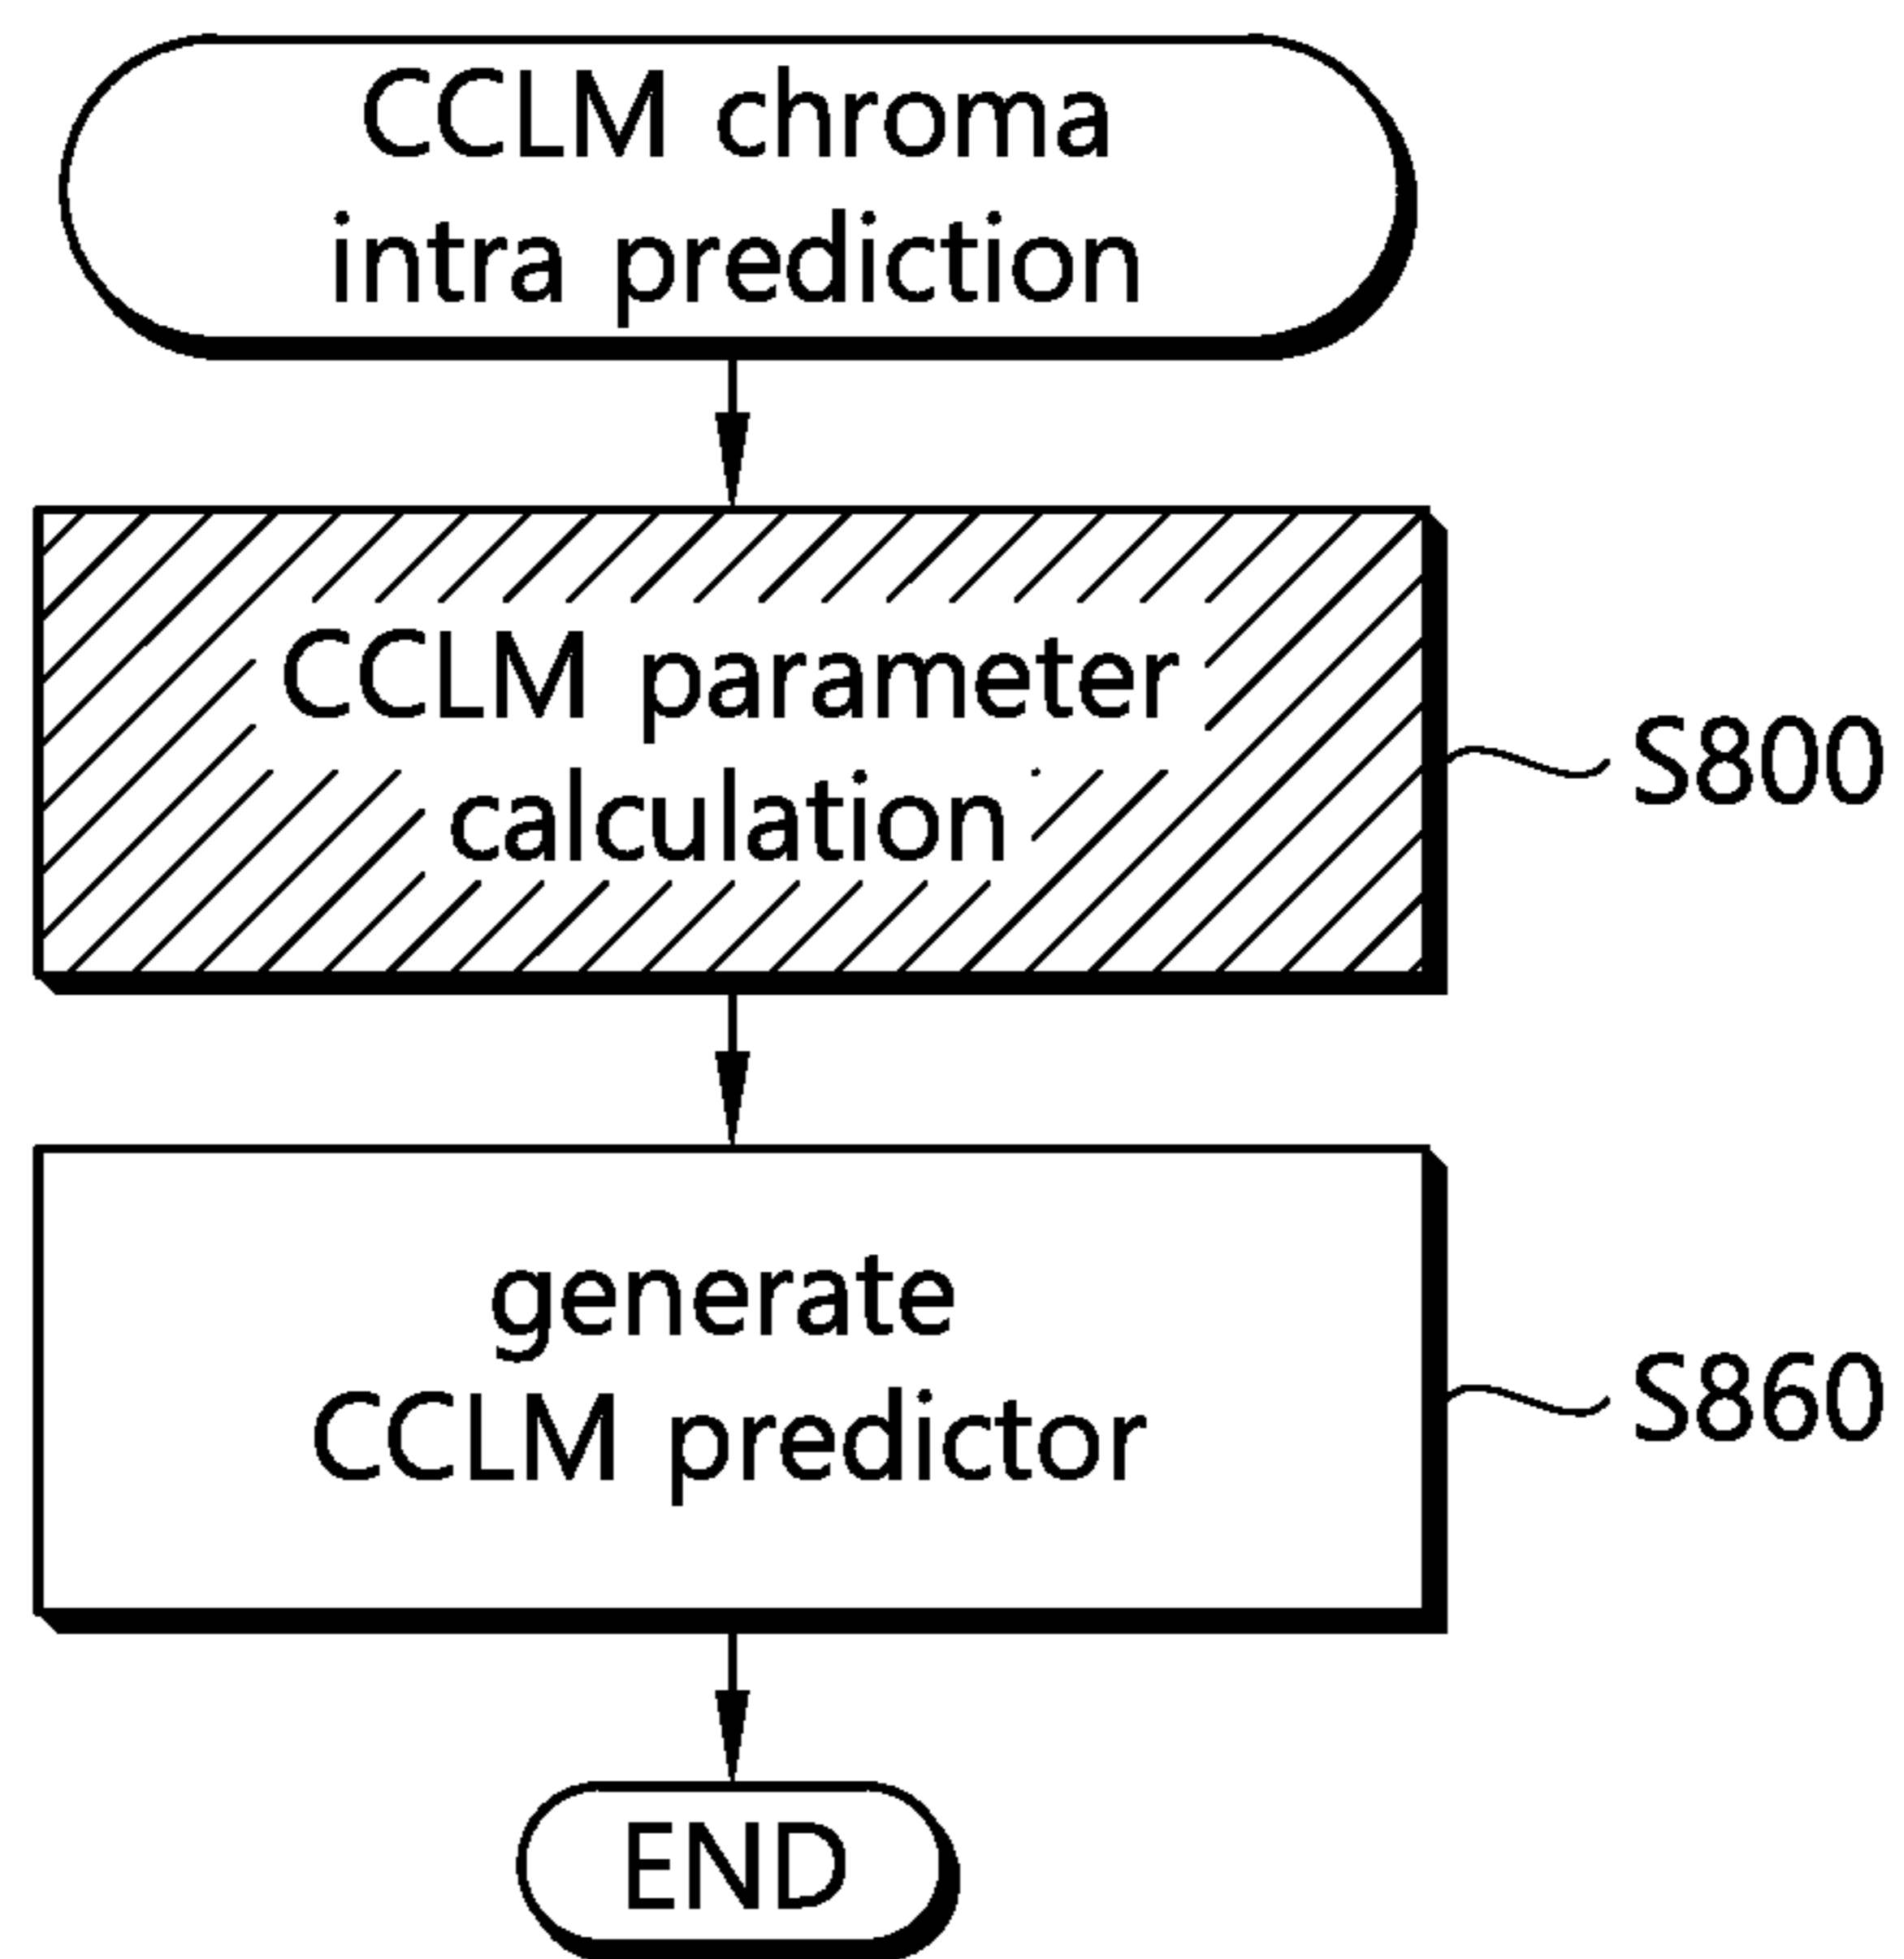 CCLM chroma
intra prediction
CCLM parameter
calculation
S800
generate
CCLM predictor
S860
END